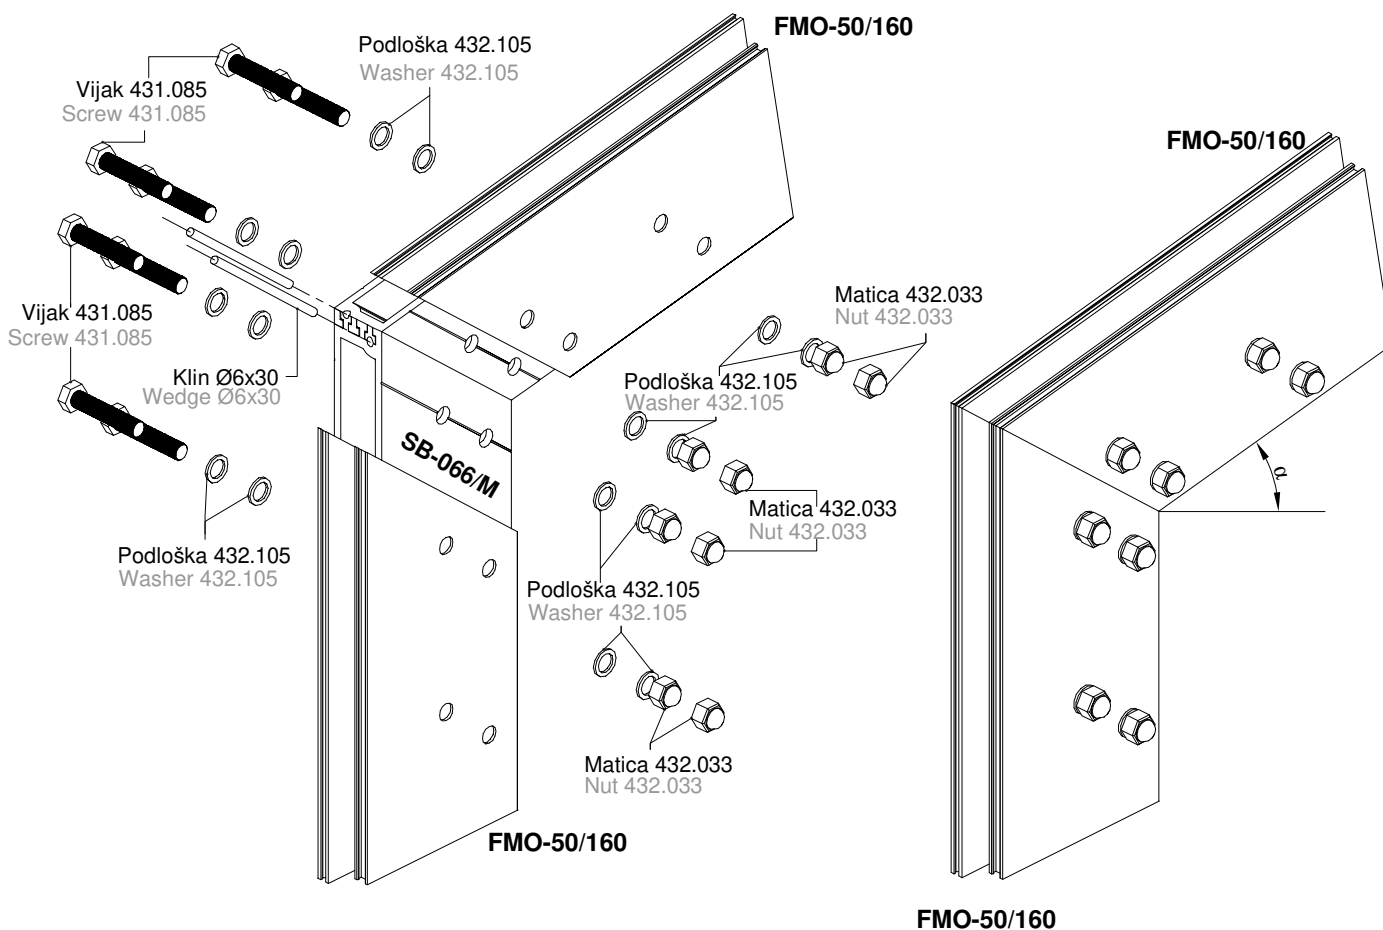 FMO-50/160
Podloška 432.105
Washer 432.105
Vijak 431.085
Screw 431.085
FMO-50/160
Matica 432.033
Nut 432.033
Vijak 431.085
Screw 431.085
Klin Ø6x30
Wedge Ø6x30
Podloška 432.105
Washer 432.105
SB-066/M
α
Matica 432.033
Nut 432.033
Podloška 432.105
Washer 432.105
Podloška 432.105
Washer 432.105
Matica 432.033
Nut 432.033
FMO-50/160
FMO-50/160